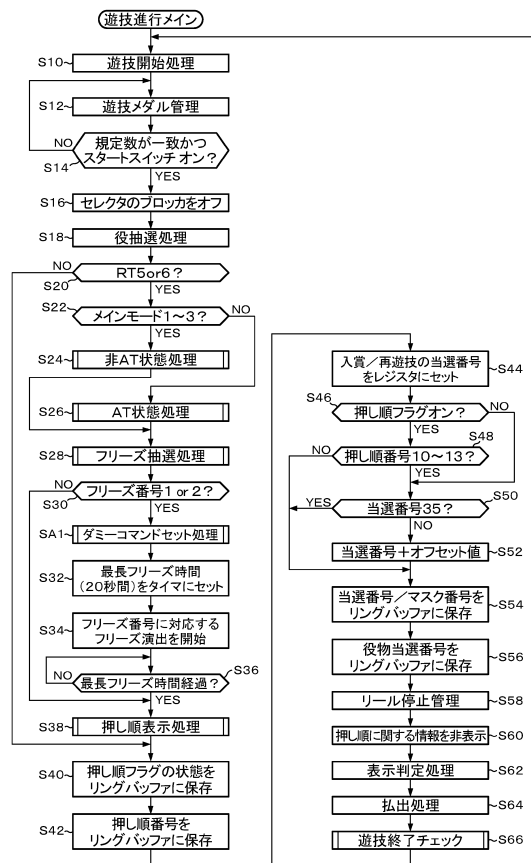 遊技進行メイン
S10 遊技開始処理
S12 遊技メダル管理
NO
規定数が一致かつ
スタートスイッチ オン？
S14
YES
S16 セレクタのブロッカをオフ
S18 役抽選処理
NO
RT5or6？
S20
YES
S22
メインモード1～3？
NO
YES
S24 非AT状態処理
S26 AT状態処理
S28 フリーズ抽選処理
NO
フリーズ番号1 or 2？
S30
YES
SA1 ダミーコマンドセット処理
S32
最長フリーズ時間
（20秒間）をタイマにセット
S34
フリーズ番号に対応する
フリーズ演出を開始
S36
NO
最長フリーズ時間経過？
YES
S38 押し順表示処理
S40
押し順フラグの状態を
リングバッファに保存
S42
押し順番号を
リングバッファに保存
入賞／再遊技の当選番号
をレジスタにセット
S44
S46
押し順フラグオン？
NO
YES
S48
NO
押し順番号10～13？
YES
S50
YES
当選番号35？
NO
当選番号＋オフセット値 S52
当選番号／マスク番号を
リングバッファに保存
S54
役物当選番号を
リングバッファに保存
S56
リール停止管理 S58
押し順に関する情報を非表示 S60
表示判定処理 S62
払出処理 S64
遊技終了チェック S66